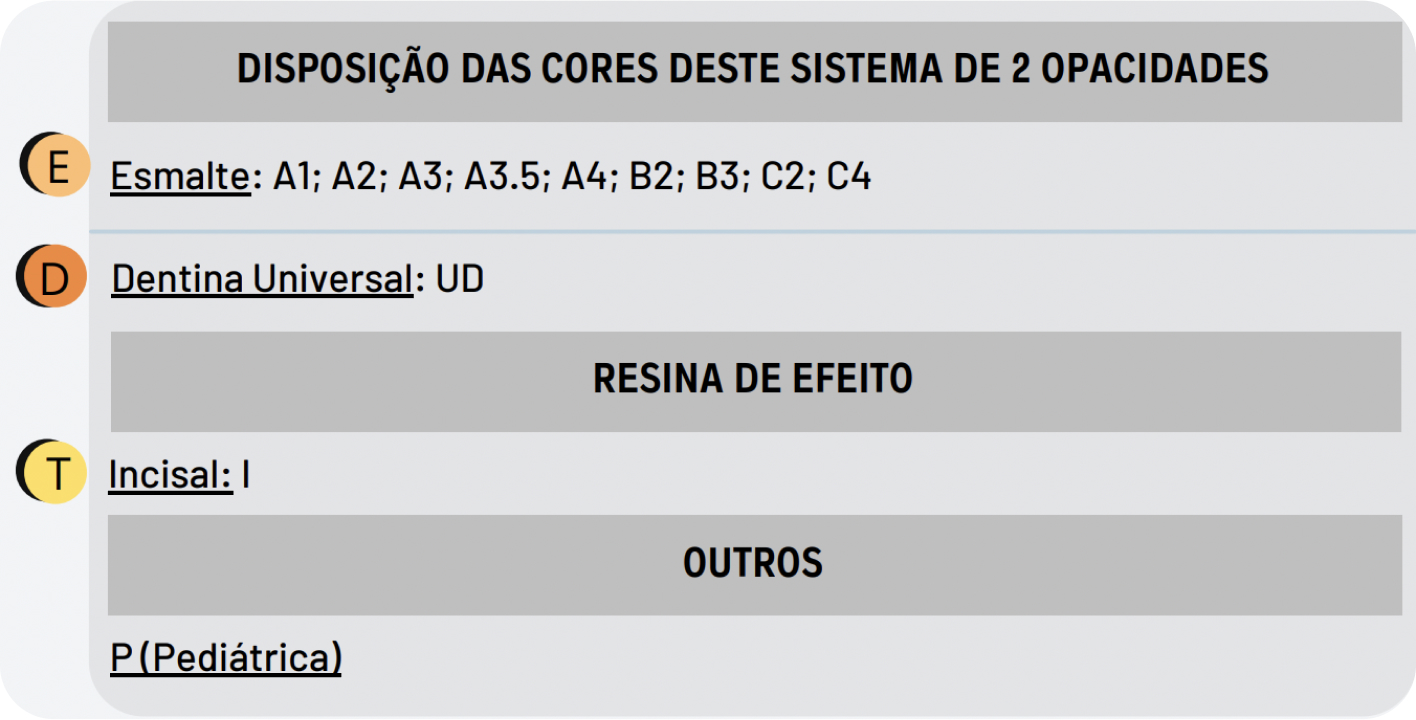 DISPOSIÇÃO DAS CORES DESTE SISTEMA DE 2 OPACIDADES
E
Esmalte: A1; A2; A3; A3.5; A4; B2; B3; C2; C4
D
Dentina Universal: UD
RESINA DE EFEITO
T
Incisal: I
OUTROS
P (Pediátrica)